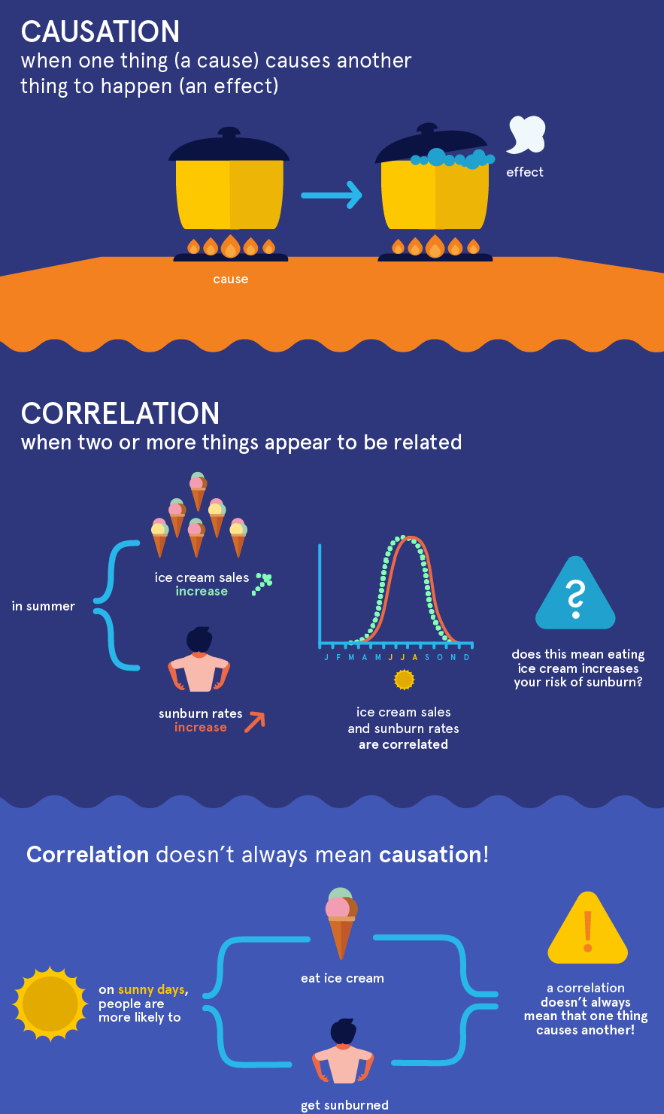 CAUSATION
when one thing (a cause) causes another
thing to happen (an effect)
effect
cause
CORRELATION
when two or more things appear to be related
in summer
ice cream sales
increase
sunburn rates
increase
J F M A M J J A S O N D
ice cream sales
and sunburn rates
are correlated
?
does this mean eating
ice cream increases
your risk of sunburn?
Correlation doesn't always mean causation!
on sunny days,
people are
more likely to
eat ice cream
get sunburned
!
a correlation
doesn't always
mean that one thing
causes another!